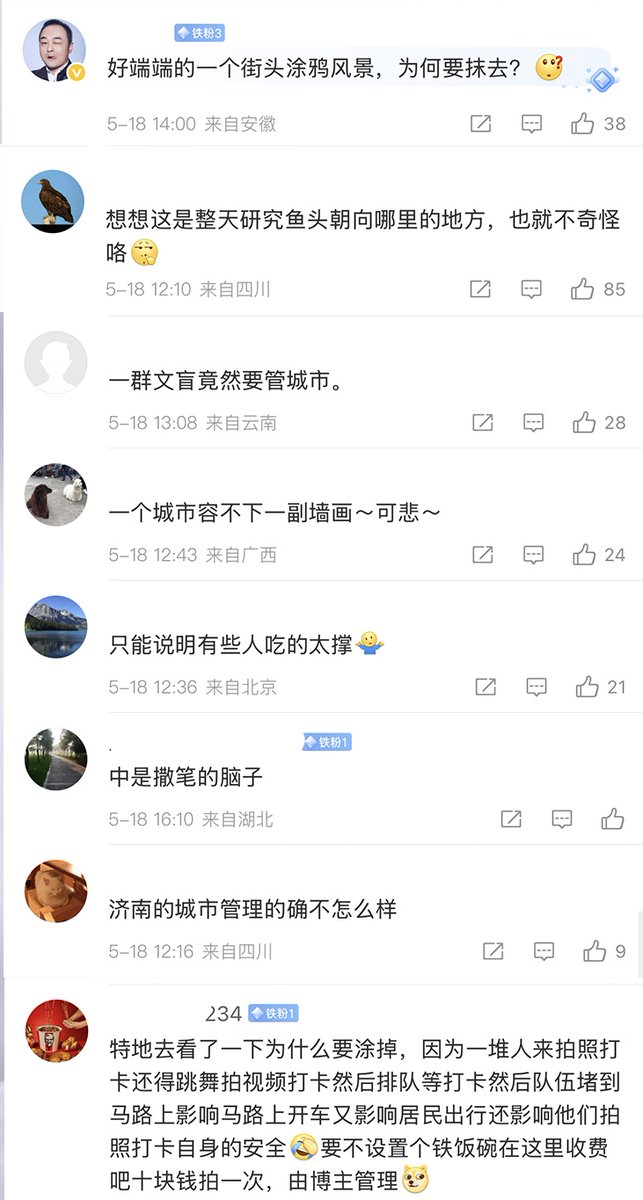 铁粉3
好端端的一个街头涂鸦风景，为何要抹去？
5-18 14:00 来自安徽
38
想想这是整天研究鱼头朝向哪里的地方，也就不奇怪
咯
5-18 12:10 来自四川
85
一群文盲竟然要管城市。
5-18 13:08 来自云南
28
一个城市容不下一副墙画～可悲～
5-18 12:43 来自广西
24
只能说明有些人吃的太撑
5-18 12:36 来自北京
21
铁粉1
中是撒笔的脑子
5-18 16:10 来自湖北
济南的城市管理的确不怎么样
5-18 12:16 来自四川
9
234 铁粉1
特地去看了一下为什么要涂掉，因为一堆人来拍照打
卡还得跳舞拍视频打卡然后排队等打卡然后队伍堵到
马路上影响马路上开车又影响居民出行还影响他们拍
照打卡自身的安全要不设置个铁饭碗在这里收费
吧十块钱拍一次，由博主管理